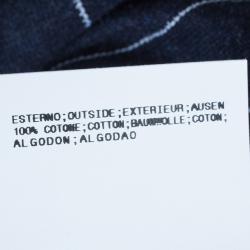 ESTERNO;OUTSIDE;EXTERIEUR;AUSEN
100% COTONE;COTTON;BAUMWOLLE;COTON;
ALGODON;ALGODAO